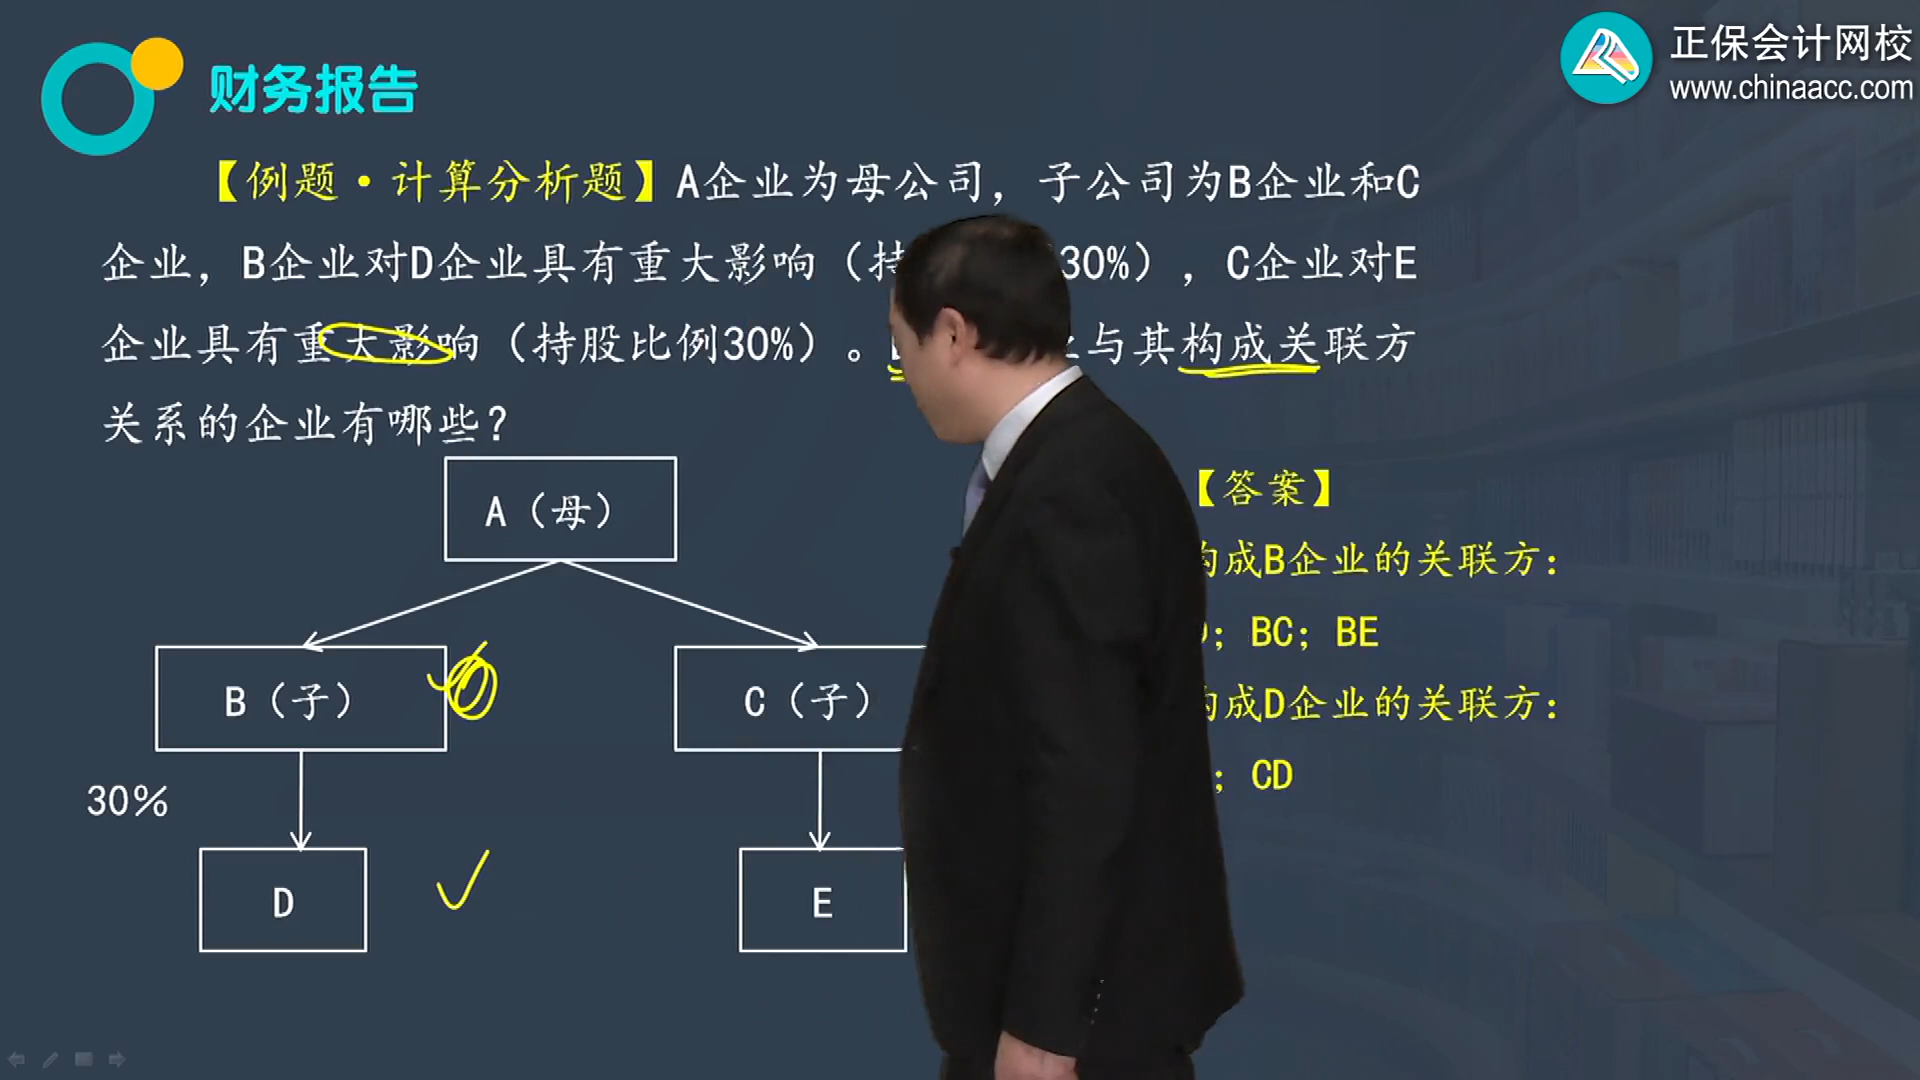 财务报告
正保会计网校
www.chinaacc.com
【例题·计算分析题】A企业为母公司，子公司为B企业和C
企业，B企业对D企业具有重大影响（持 30%），C企业对E
企业具有重大影响（持股比例30%）。 与其构成关联方
关系的企业有哪些？
A（母）
B（子）
C（子）
30%
D
E
【答案】
成B企业的关联方：
；BC；BE
成D企业的关联方：
；CD